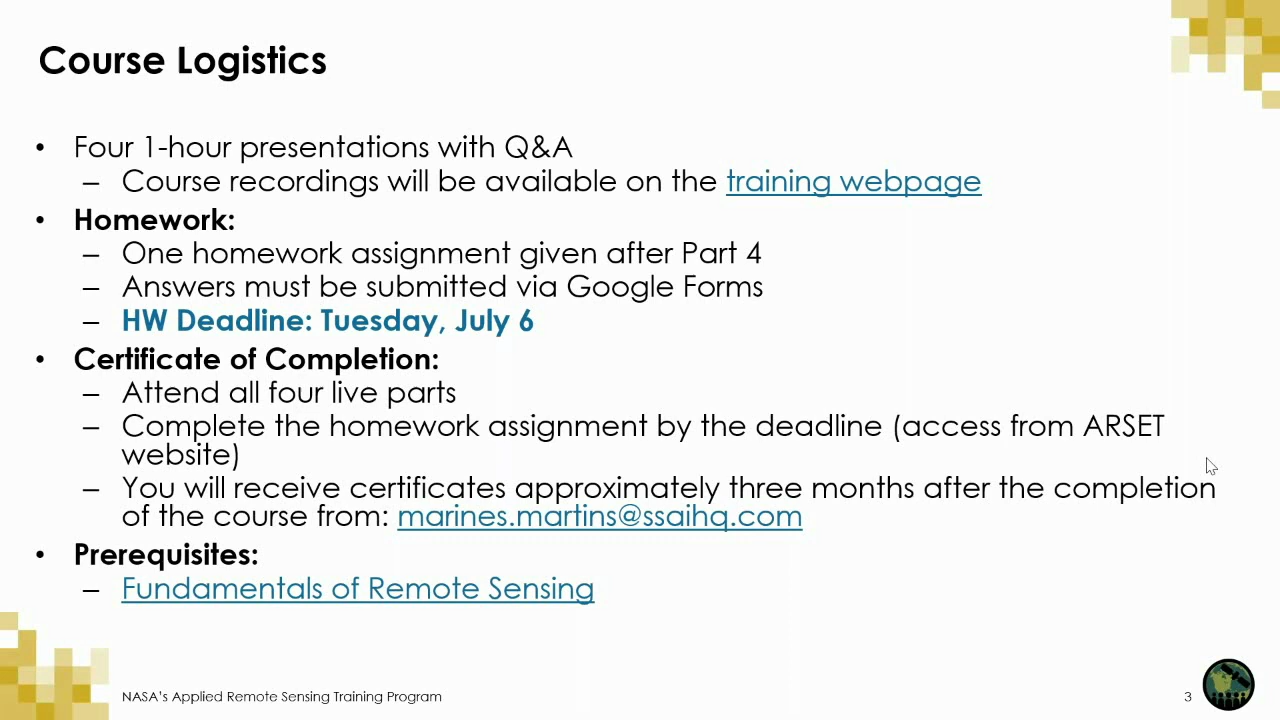 Course Logistics
• Four 1-hour presentations with Q&A
– Course recordings will be available on the training webpage
• Homework:
– One homework assignment given after Part 4
– Answers must be submitted via Google Forms
– HW Deadline: Tuesday, July 6
• Certificate of Completion:
– Attend all four live parts
– Complete the homework assignment by the deadline (access from ARSET
website)
– You will receive certificates approximately three months after the completion
of the course from: marines.martins@ssaihq.com
• Prerequisites:
– Fundamentals of Remote Sensing
NASA's Applied Remote Sensing Training Program
3